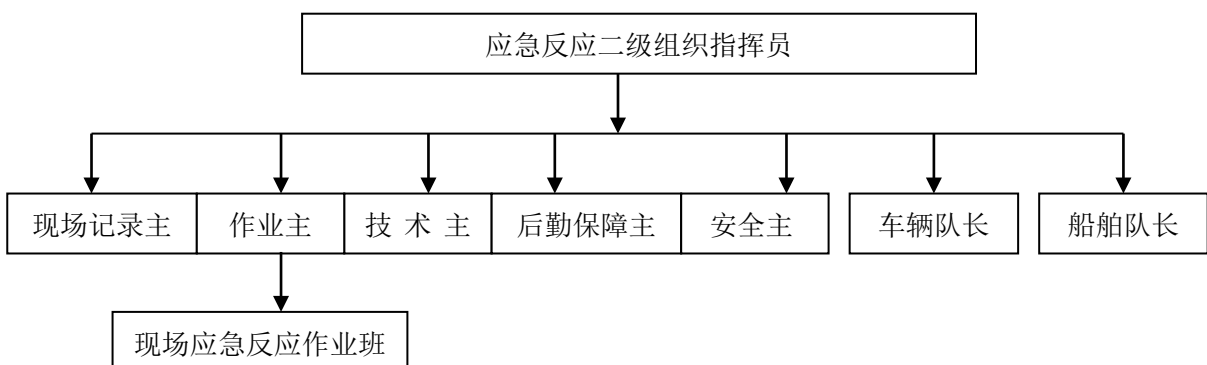 应急反应二级组织指挥员
现场记录主
作业主
技 术 主
后勤保障主
安全主
车辆队长
船舶队长
现场应急反应作业班